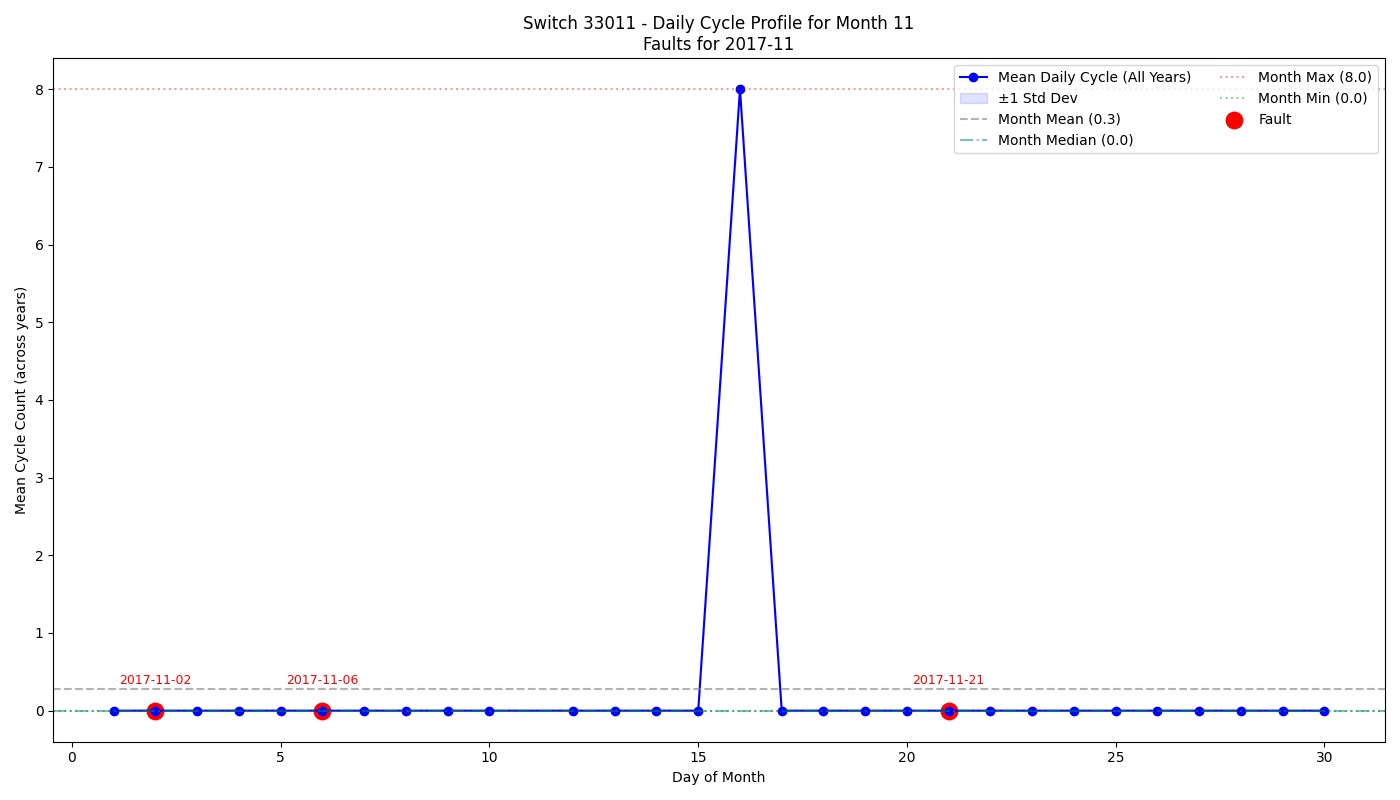 Switch 33011 - Daily Cycle Profile for Month 11
Faults for 2017-11
Mean Daily Cycle (All Years)
±1 Std Dev
Month Mean (0.3)
Month Median (0.0)
Month Max (8.0)
Month Min (0.0)
Fault
Mean Cycle Count (across years)
8
7
6
5
4
3
2
1
0
2017-11-02
2017-11-06
2017-11-21
0
5
10
15
20
25
30
Day of Month